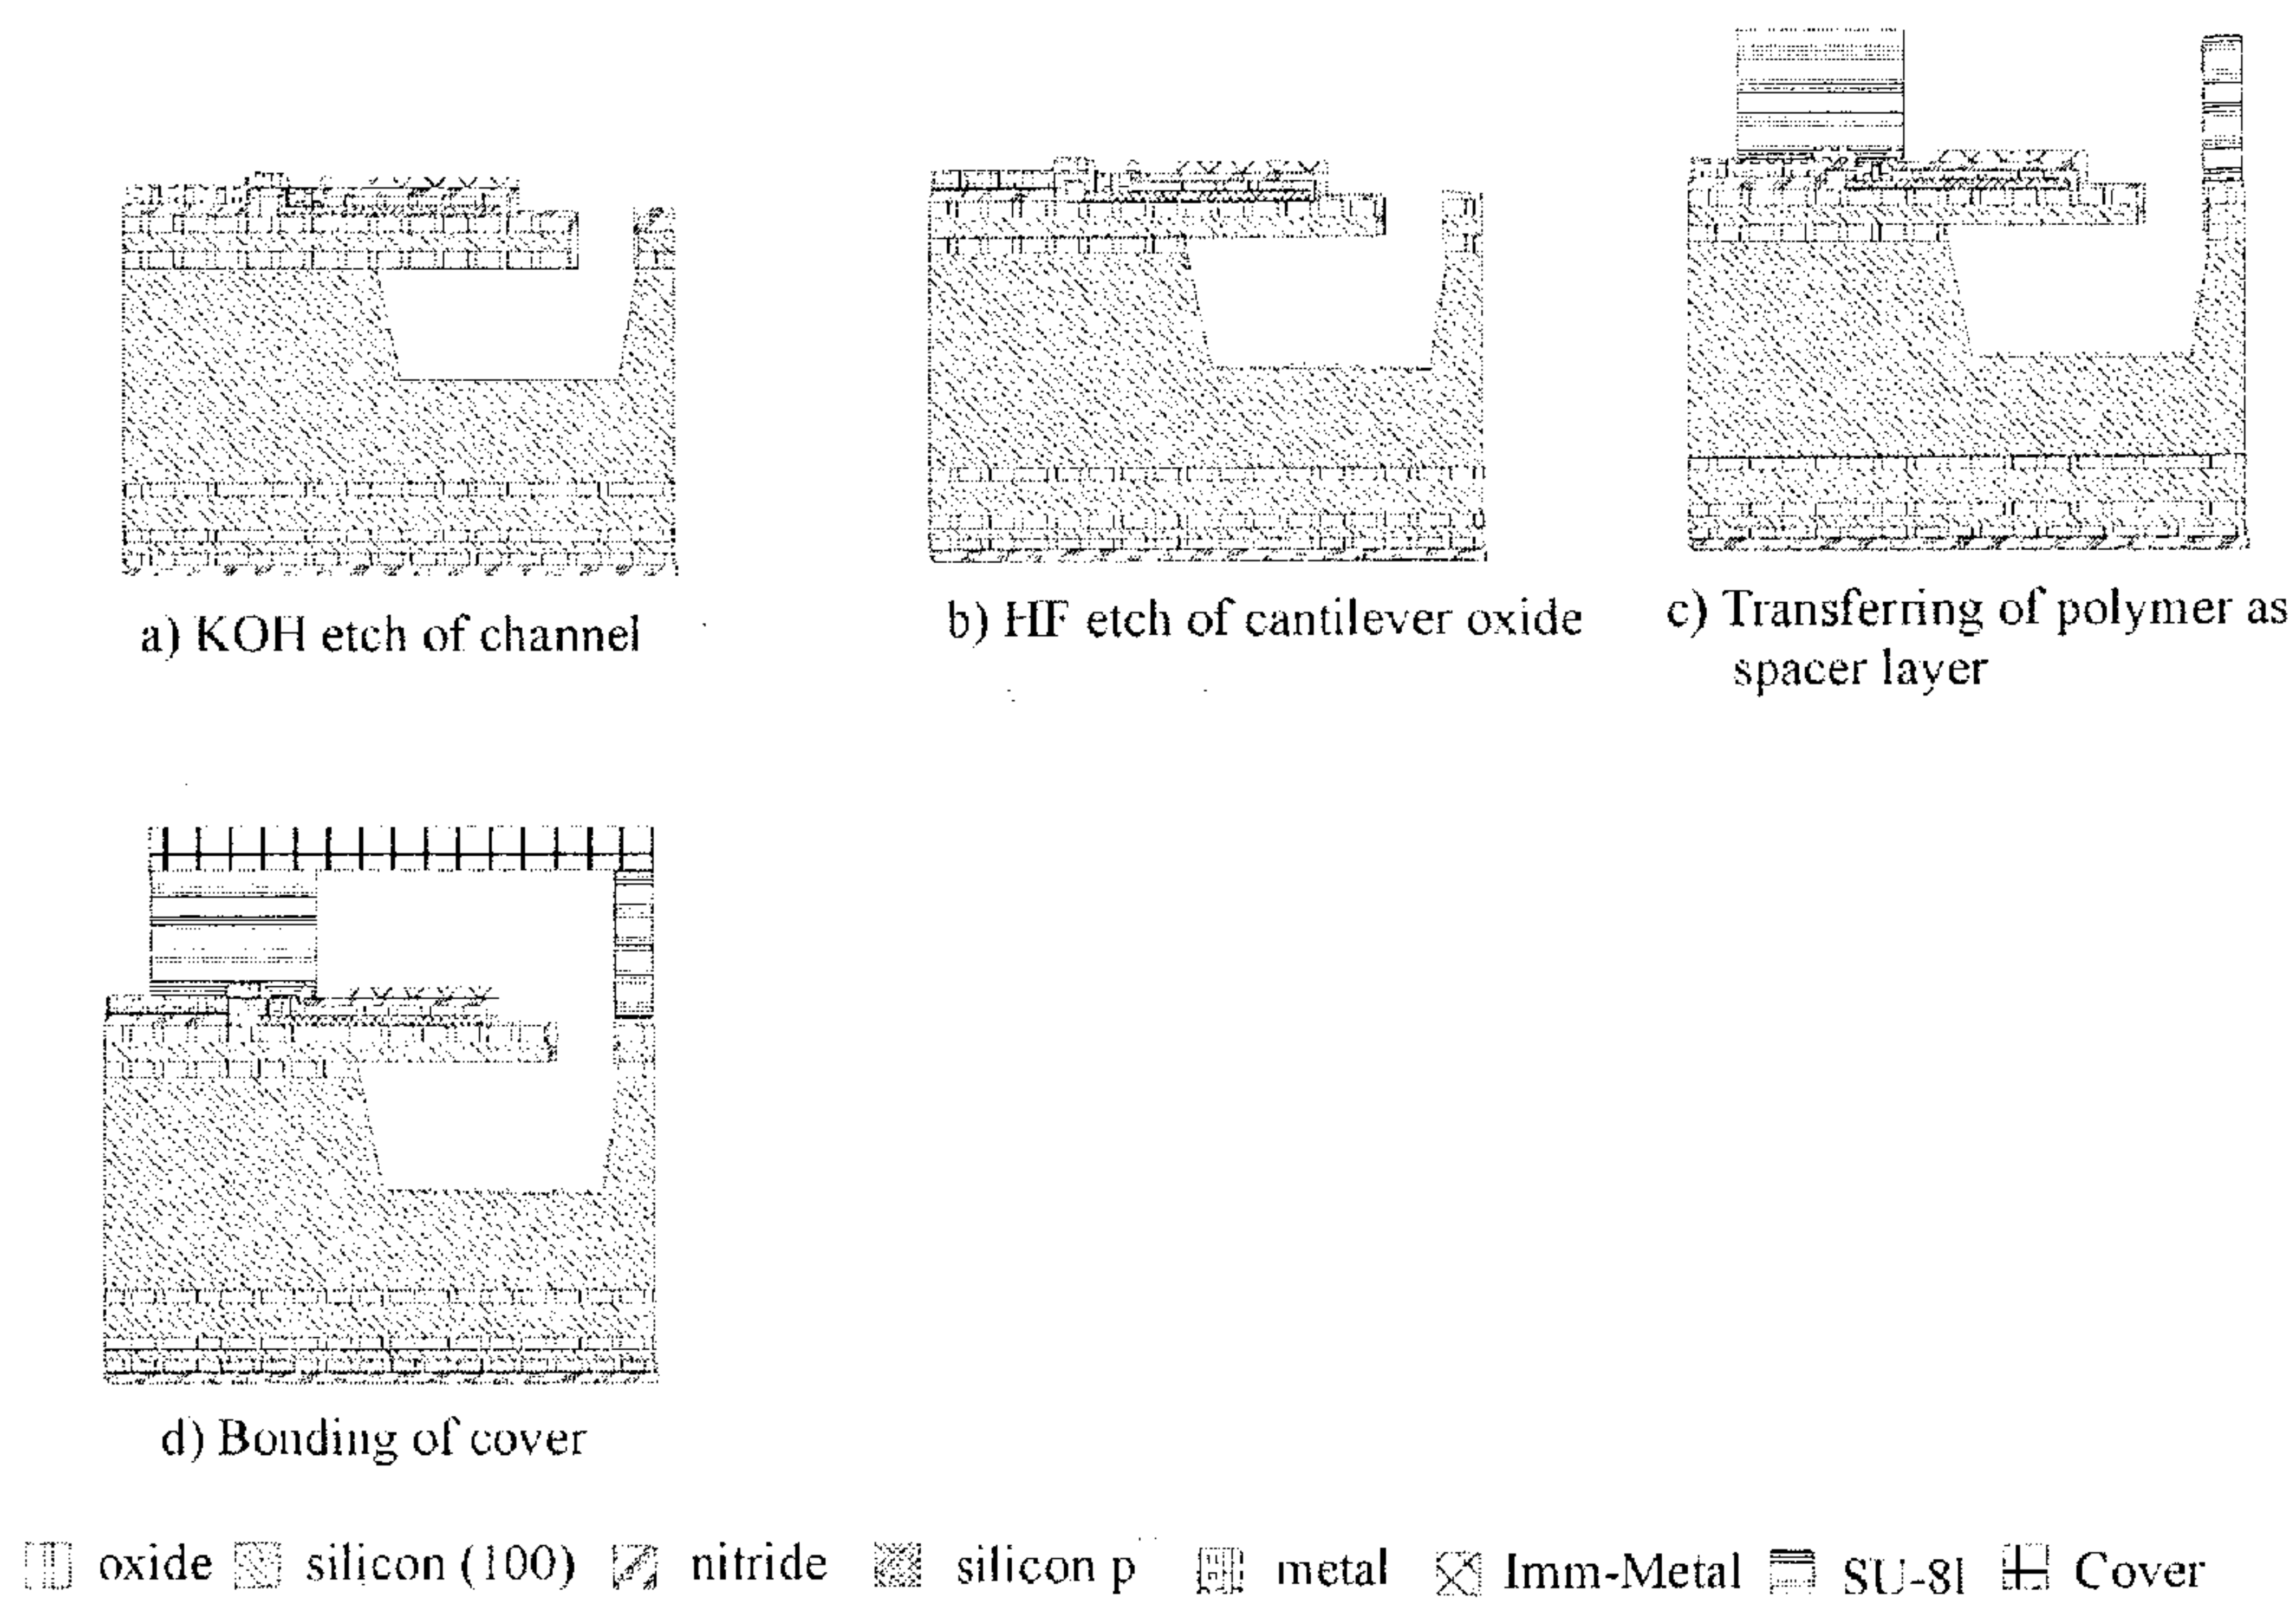 a) KOH etch of channel
b) HF etch of cantilever oxide
c) Transferring of polymer as
spacer layer
d) Bonding of cover
oxide silicon (100) nitride silicon p metal Imm-Metal SU-8l Cover